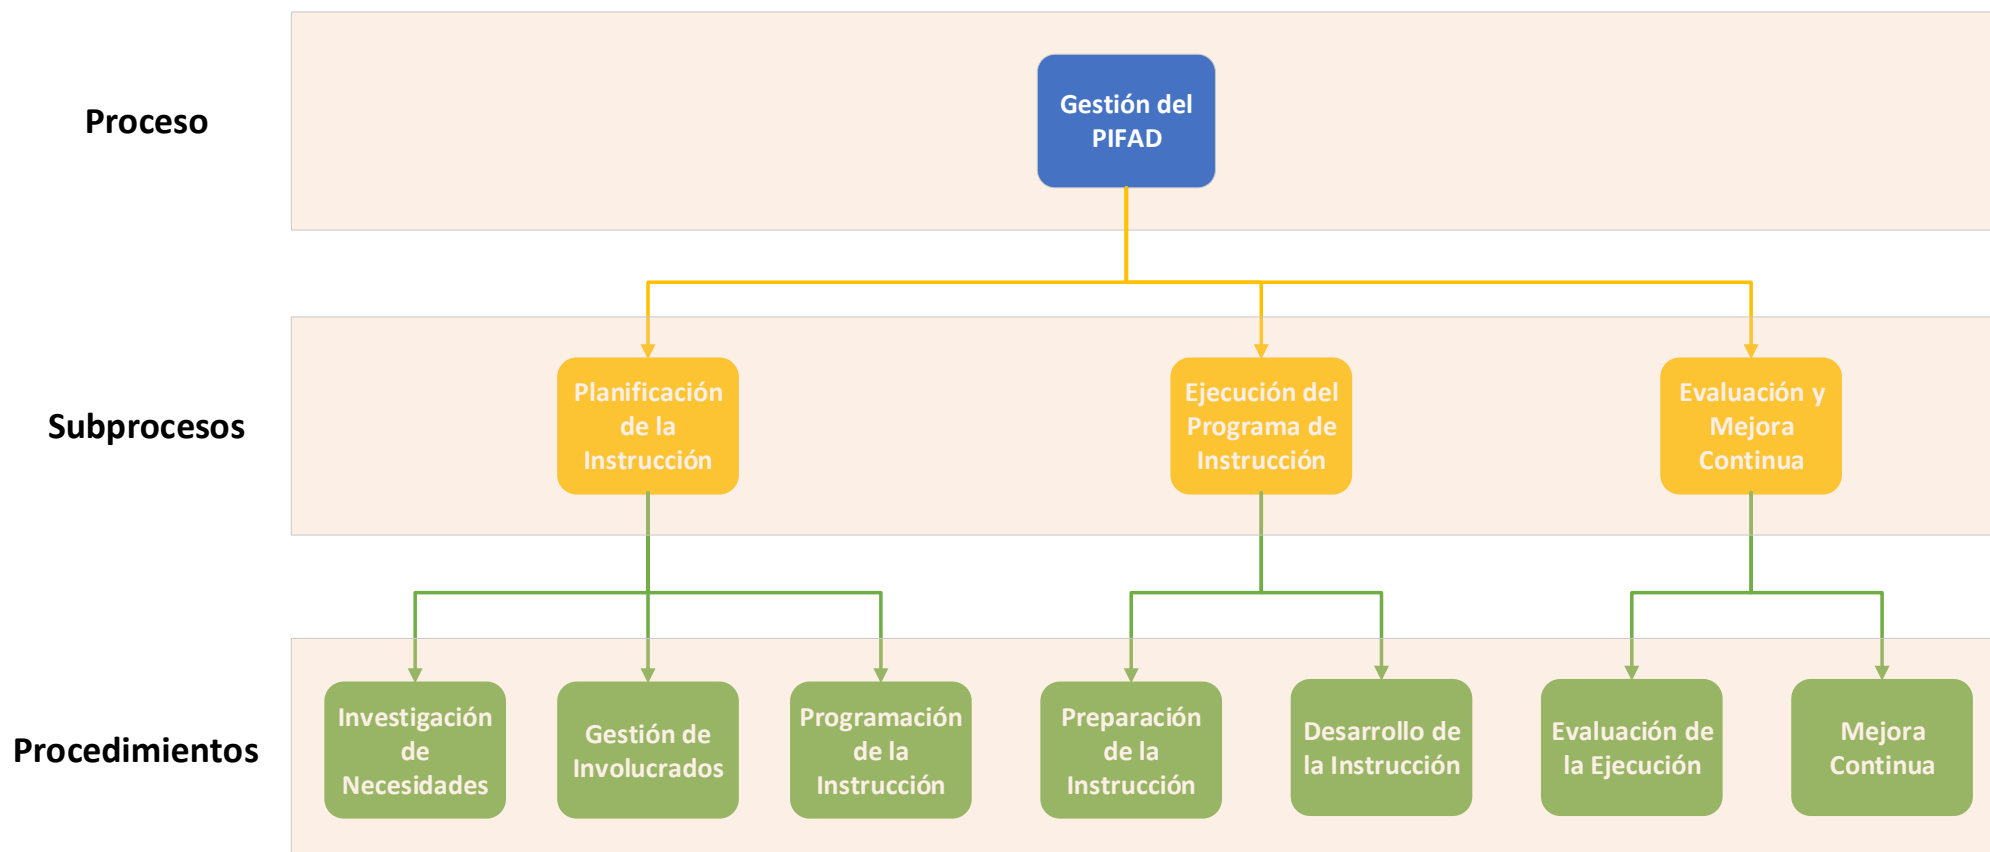 Proceso
Gestión del
PIFAD
Subprocesos
Planificación
de la
Instrucción
Ejecución del
Programa de
Instrucción
Evaluación y
Mejora
Continua
Procedimientos
Investigación
de
Necesidades
Gestión de
Involucrados
Programación
de la
Instrucción
Preparación
de la
Instrucción
Desarrollo de
la Instrucción
Evaluación de
la Ejecución
Mejora
Continua